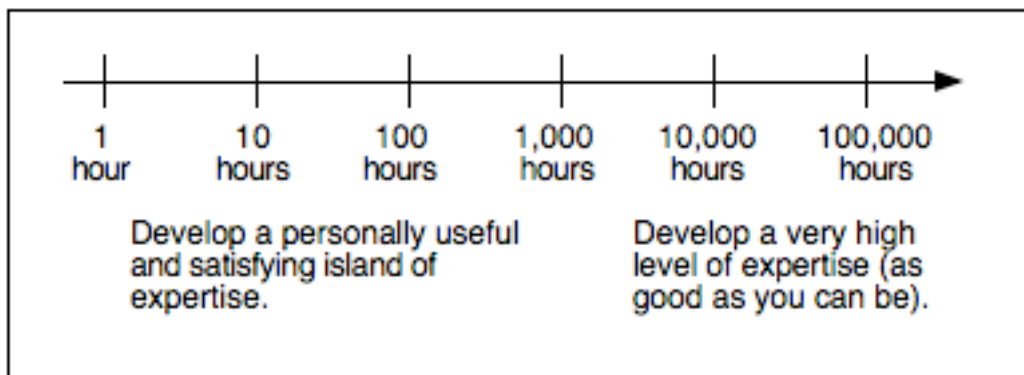 1 10 100 1,000 10,000 100,000
hour hours hours hours hours hours
Develop a personally useful
and satisfying island of
expertise.
Develop a very high
level of expertise (as
good as you can be).